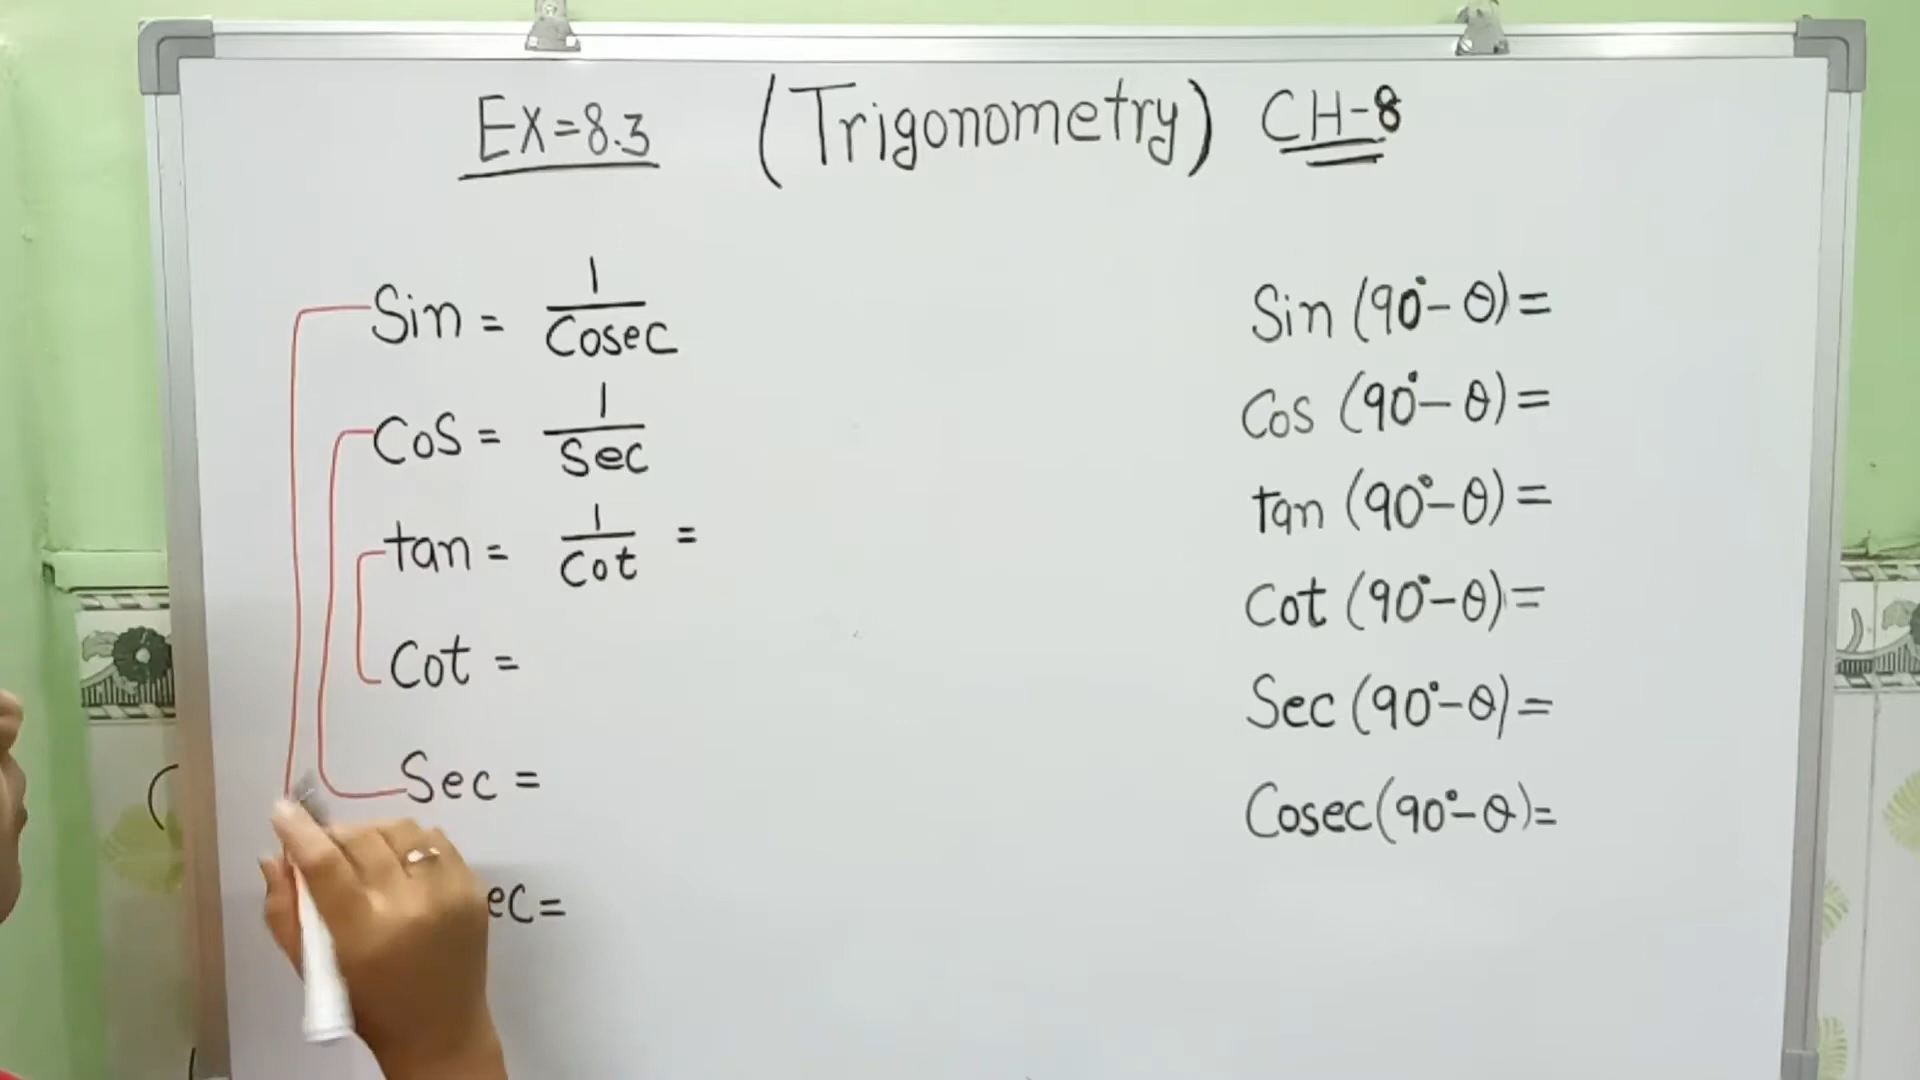 EX=8.3 (Trigonometry) CH-8
Sin = 1/Cosec
Cos = 1/Sec
tan = 1/Cot =
Cot =
Sec =
ec=
Sin (90°-θ)=
Cos (90°-θ)=
tan (90°-θ)=
Cot (90°-θ)=
Sec (90°-θ)=
Cosec(90°-θ)=